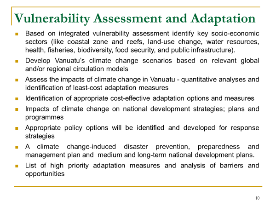 Vulnerability Assessment and Adaptation
Based on integrated vulnerability assessment identify key socio-economic
sectors (like coastal zone and reefs, land-use change, water resources,
health, fisheries, biodiversity, food security, and public infrastructure).
Develop Vanuatu's climate change scenarios based on relevant global
and/or regional circulation models
Assess the impacts of climate change in Vanuatu - quantitative analyses and
identification of least-cost adaptation measures
Identification of appropriate cost-effective adaptation options and measures
Impacts of climate change on national development strategies; plans and
programmes
Appropriate policy options will be identified and developed for response
strategies
A climate change-induced disaster prevention, preparedness and
management plan and medium and long-term national development plans,
List of high priority adaptation measures and analysis of barriers and
opportunities
10